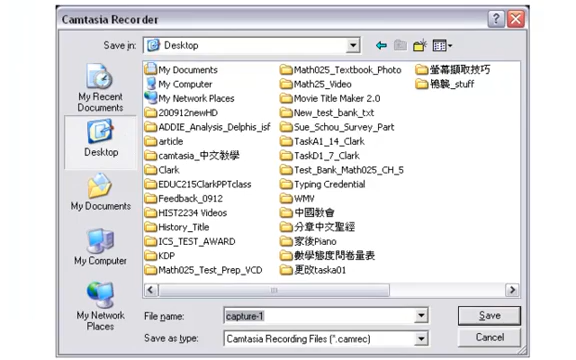 Camtasia Recorder
Save in:
Desktop
My Recent
Documents
Desktop
My Documents
My Computer
My Network
Places
My Documents
My Computer
My Network Places
200912newHD
ADDIE_Analysis_Delphis_isf
article
camtasia_中文教學
Clark
EDUC215ClarkPPTclass
Feedback_0912
HIST2234 Videos
History_Title
ICS_TEST_AWARD
KDP
Math025_Test_Prep_VCD
Math025_Textbook_Photo
Math25_Video
Movie Title Maker 2.0
New_test_bank_txt
Sue_Schou_Survey_Part
TaskA1_14_Clark
TaskD1_7_Clark
Test_Bank_Math025_CH_5
Typing Credential
WMV
中國教會
分章中文聖經
家後Piano
數學態度問卷量表
更改taska01
螢幕擷取技巧
鴨製_stuff
File name:
capture-1
Save
Save as type:
Camtasia Recording Files (*.camrec)
Cancel